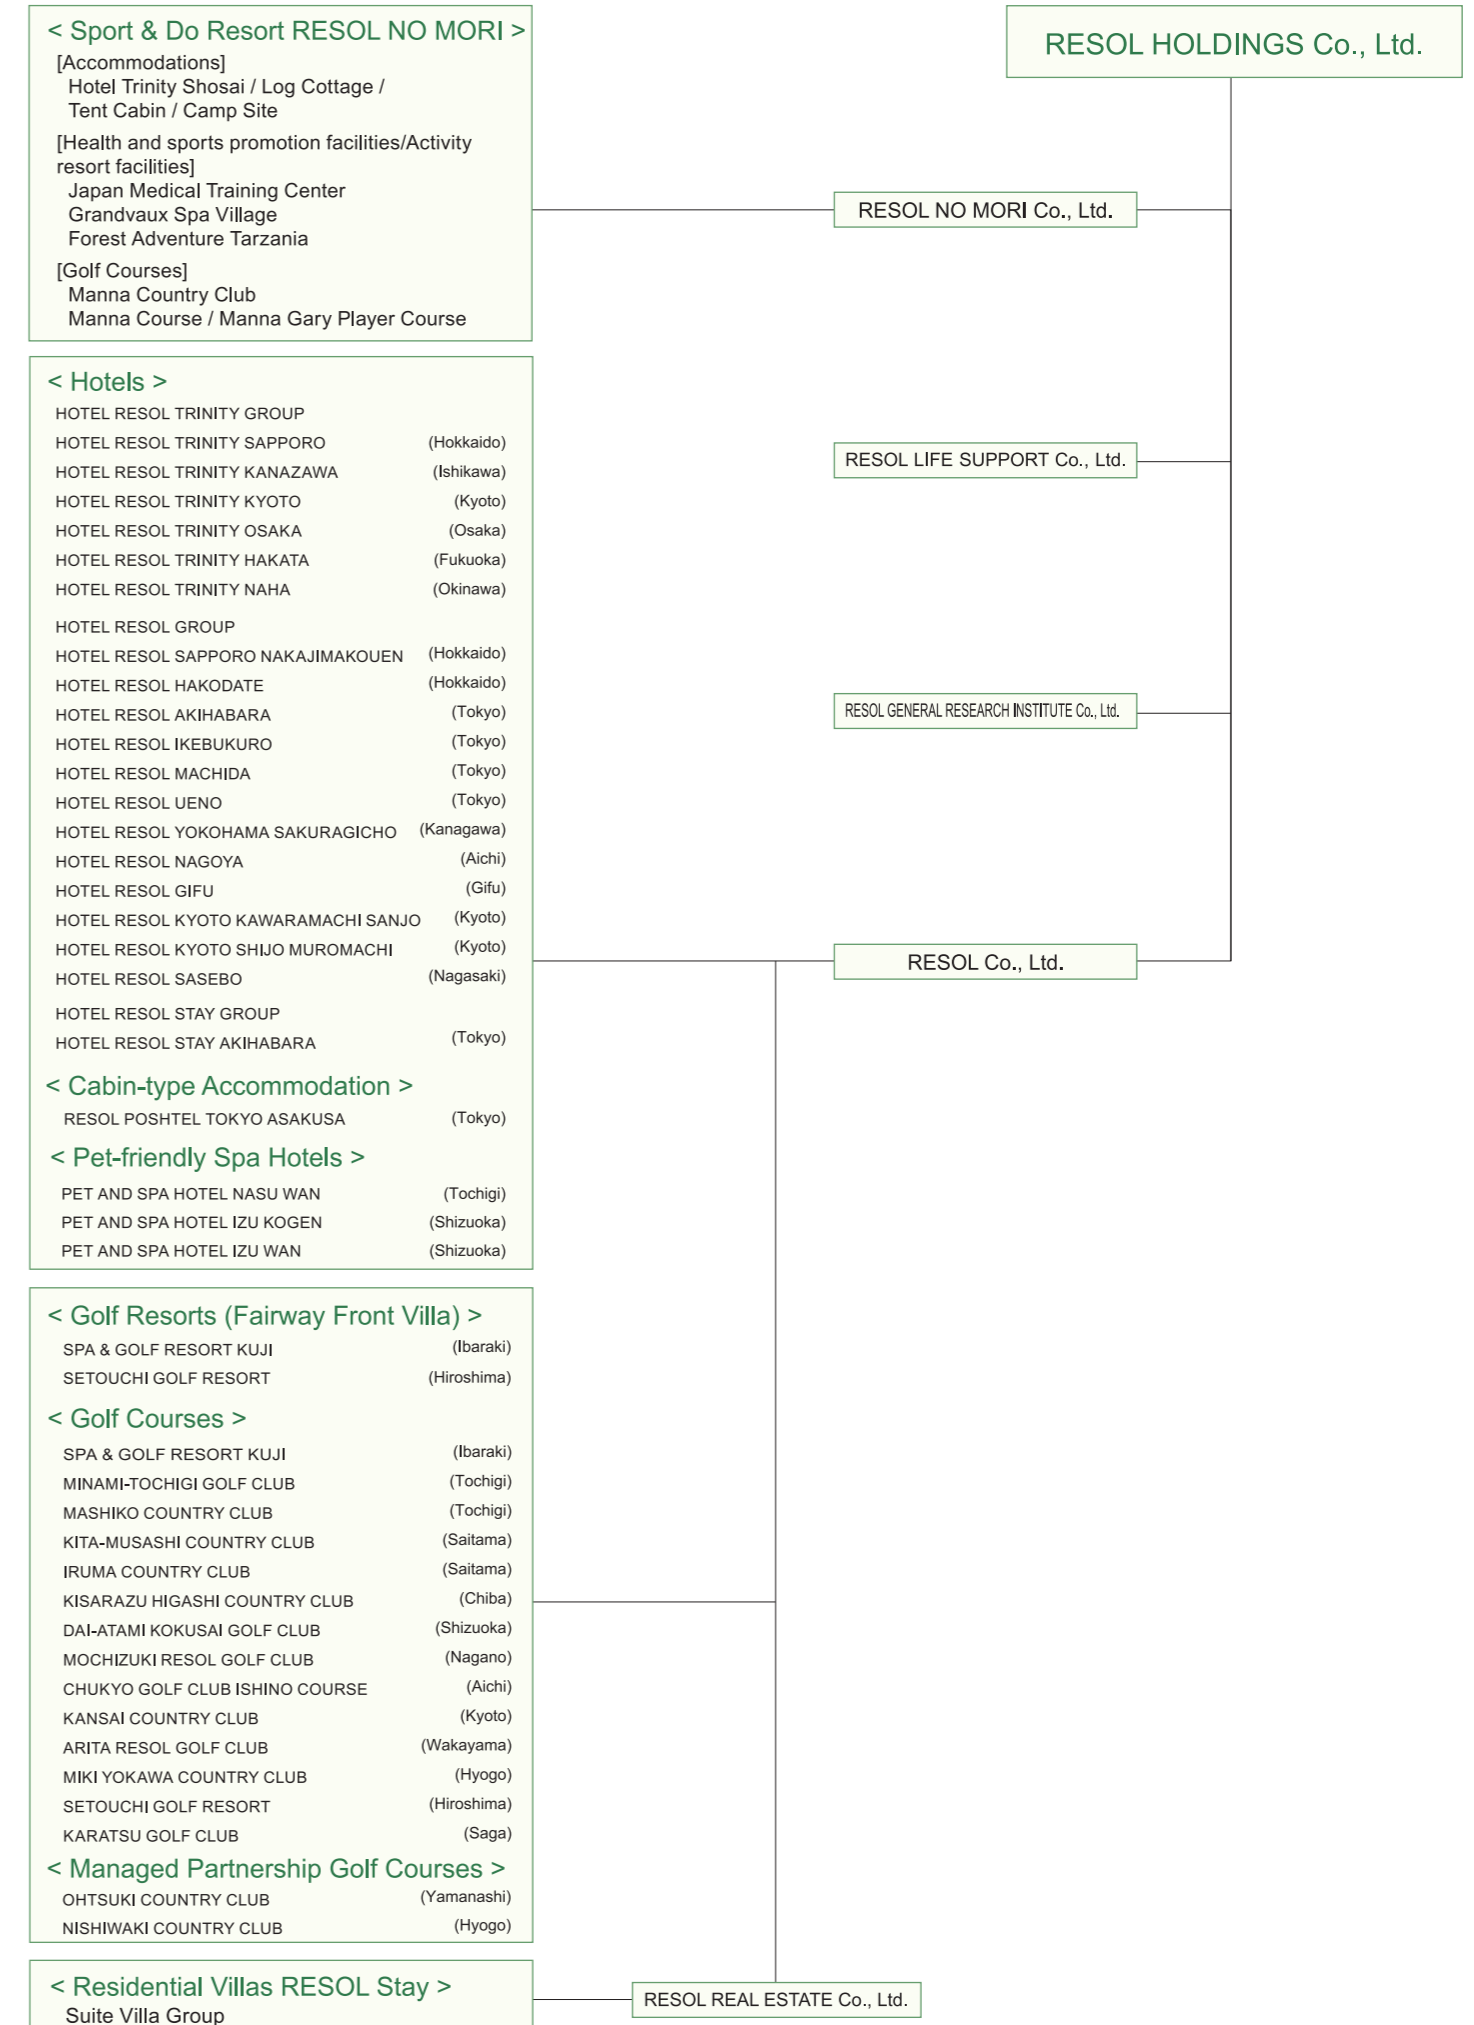 < Sport & Do Resort RESOL NO MORI >
[Accommodations]
Hotel Trinity Shosai / Log Cottage /
Tent Cabin / Camp Site
[Health and sports promotion facilities/Activity
resort facilities]
Japan Medical Training Center
Grandvaux Spa Village
Forest Adventure Tarzania
[Golf Courses]
Manna Country Club
Manna Course / Manna Gary Player Course
RESOL HOLDINGS Co., Ltd.
RESOL NO MORI Co., Ltd.
< Hotels >
HOTEL RESOL TRINITY GROUP
HOTEL RESOL TRINITY SAPPORO (Hokkaido)
HOTEL RESOL TRINITY KANAZAWA (Ishikawa)
HOTEL RESOL TRINITY KYOTO (Kyoto)
HOTEL RESOL TRINITY OSAKA (Osaka)
HOTEL RESOL TRINITY HAKATA (Fukuoka)
HOTEL RESOL TRINITY NAHA (Okinawa)
HOTEL RESOL GROUP
HOTEL RESOL SAPPORO NAKAJIMAKOUEN (Hokkaido)
HOTEL RESOL HAKODATE (Hokkaido)
HOTEL RESOL AKIHABARA (Tokyo)
HOTEL RESOL IKEBUKURO (Tokyo)
HOTEL RESOL MACHIDA (Tokyo)
HOTEL RESOL UENO (Tokyo)
HOTEL RESOL YOKOHAMA SAKURAGICHO (Kanagawa)
HOTEL RESOL NAGOYA (Aichi)
HOTEL RESOL GIFU (Gifu)
HOTEL RESOL KYOTO KAWARAMACHI SANJO (Kyoto)
HOTEL RESOL KYOTO SHIJO MUROMACHI (Kyoto)
HOTEL RESOL SASEBO (Nagasaki)
HOTEL RESOL STAY GROUP
HOTEL RESOL STAY AKIHABARA (Tokyo)
< Cabin-type Accommodation >
RESOL POSHTEL TOKYO ASAKUSA (Tokyo)
< Pet-friendly Spa Hotels >
PET AND SPA HOTEL NASU WAN (Tochigi)
PET AND SPA HOTEL IZU KOGEN (Shizuoka)
PET AND SPA HOTEL IZU WAN (Shizuoka)
RESOL LIFE SUPPORT Co., Ltd.
RESOL GENERAL RESEARCH INSTITUTE Co., Ltd.
RESOL Co., Ltd.
< Golf Resorts (Fairway Front Villa) >
SPA & GOLF RESORT KUJI (Ibaraki)
SETOUCHI GOLF RESORT (Hiroshima)
< Golf Courses >
SPA & GOLF RESORT KUJI (Ibaraki)
MINAMI-TOCHIGI GOLF CLUB (Tochigi)
MASHIKO COUNTRY CLUB (Tochigi)
KITA-MUSASHI COUNTRY CLUB (Saitama)
IRUMA COUNTRY CLUB (Saitama)
KISARAZU HIGASHI COUNTRY CLUB (Chiba)
DAI-ATAMI KOKUSAI GOLF CLUB (Shizuoka)
MOCHIZUKI RESOL GOLF CLUB (Nagano)
CHUKYO GOLF CLUB ISHINO COURSE (Aichi)
KANSAI COUNTRY CLUB (Kyoto)
ARITA RESOL GOLF CLUB (Wakayama)
MIKI YOKAWA COUNTRY CLUB (Hyogo)
SETOUCHI GOLF RESORT (Hiroshima)
KARATSU GOLF CLUB (Saga)
< Managed Partnership Golf Courses >
OHTSUKI COUNTRY CLUB (Yamanashi)
NISHIWAKI COUNTRY CLUB (Hyogo)
< Residential Villas RESOL Stay >
Suite Villa Group
RESOL REAL ESTATE Co., Ltd.